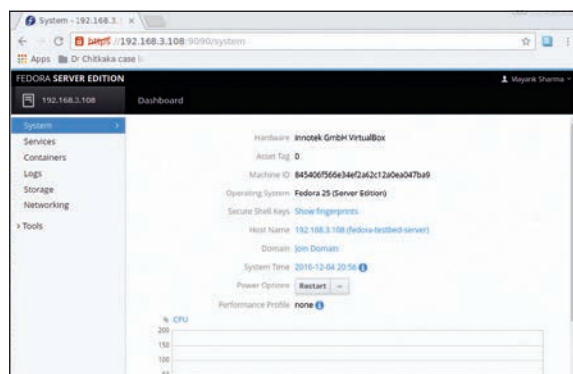 System - 192.168.3.
https://192.168.3.108:9090/system
Apps Dr Chitkaka case
FEDORA SERVER EDITION
Mayank Sharma
192.168.3.108
Dashboard
System
Services
Containers
Logs
Storage
Networking
Tools
Hardware innotek GmbH VirtualBox
Asset Tag 0
Machine ID 845406f566e34ef2a62c12a0ea047ba9
Operating System Fedora 25 (Server Edition)
Secure Shell Keys Show fingerprints
Host Name 192.168.3.108 (fedora-testbed-server)
Domain Join Domain
System Time 2016-12-04 20:56
Power Options Restart
Performance Profile none
% CPU
200
150
100
50